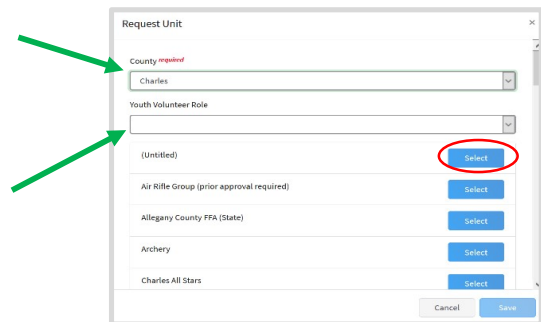 Request Unit ×
County required
Charles
Youth Volunteer Role
(Untitled) Select
Air Rifle Group (prior approval required) Select
Allegany County FFA (State) Select
Archery Select
Charles All Stars Select
Cancel Save